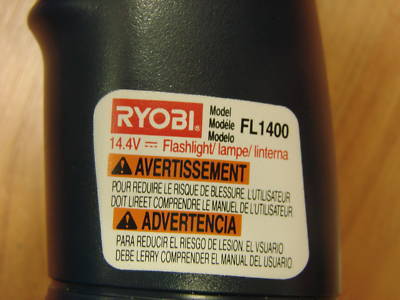 RYOBI®
Model
Modèle
Modelo
FL1400
14.4V ⎓ Flashlight/ lampe/ linterna
AVERTISSEMENT
POUR REDUIRE LE RISQUE DE BLESSURE. L'UTILISATEUR
DOIT LIREET COMPRENDRE LE MANUEL DE L'UTILISATEUR.
ADVERTENCIA
PARA REDUCIR EL RIESGO DE LESION. EL VSUARIO
DEBE LERRY COMPRENDER EL MANUAL DEL USUARIO.